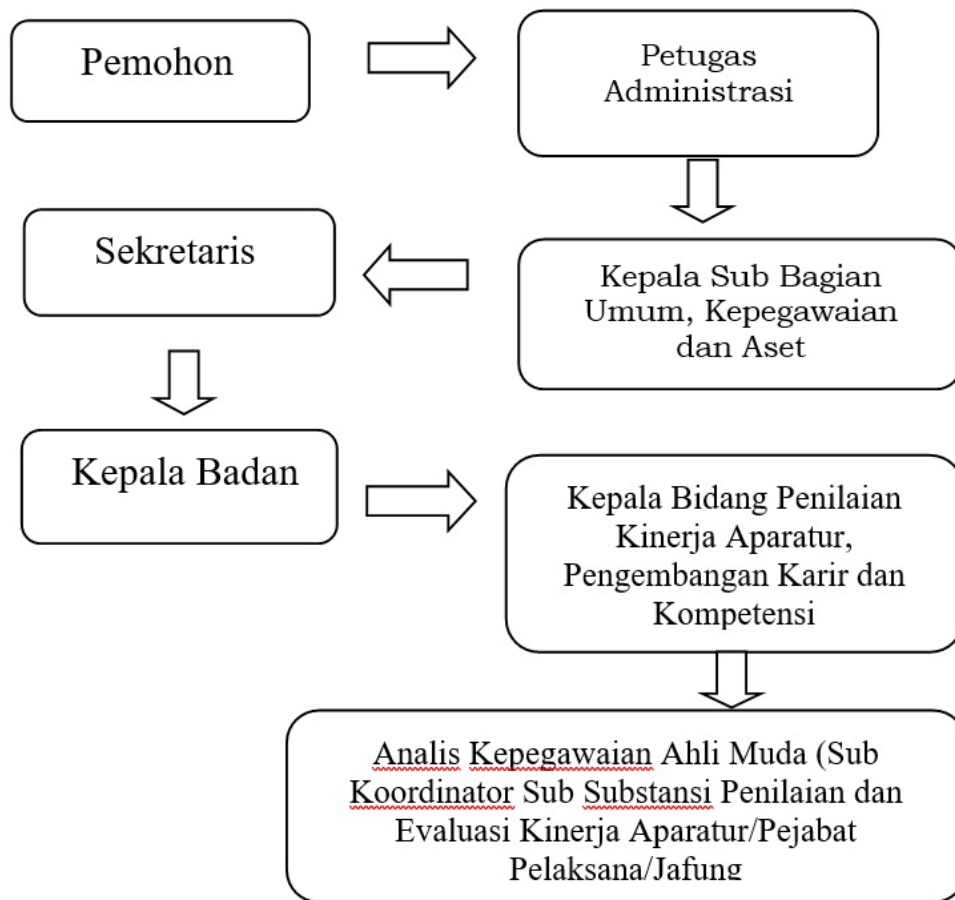 Pemohon
Petugas
Administrasi
Kepala Sub Bagian
Umum, Kepegawaian
dan Aset
Sekretaris
Kepala Badan
Kepala Bidang Penilaian
Kinerja Aparatur,
Pengembangan Karir dan
Kompetensi
Analis Kepegawaian Ahli Muda (Sub
Koordinator Sub Substansi Penilaian dan
Evaluasi Kinerja Aparatur/Pejabat
Pelaksana/Jafung